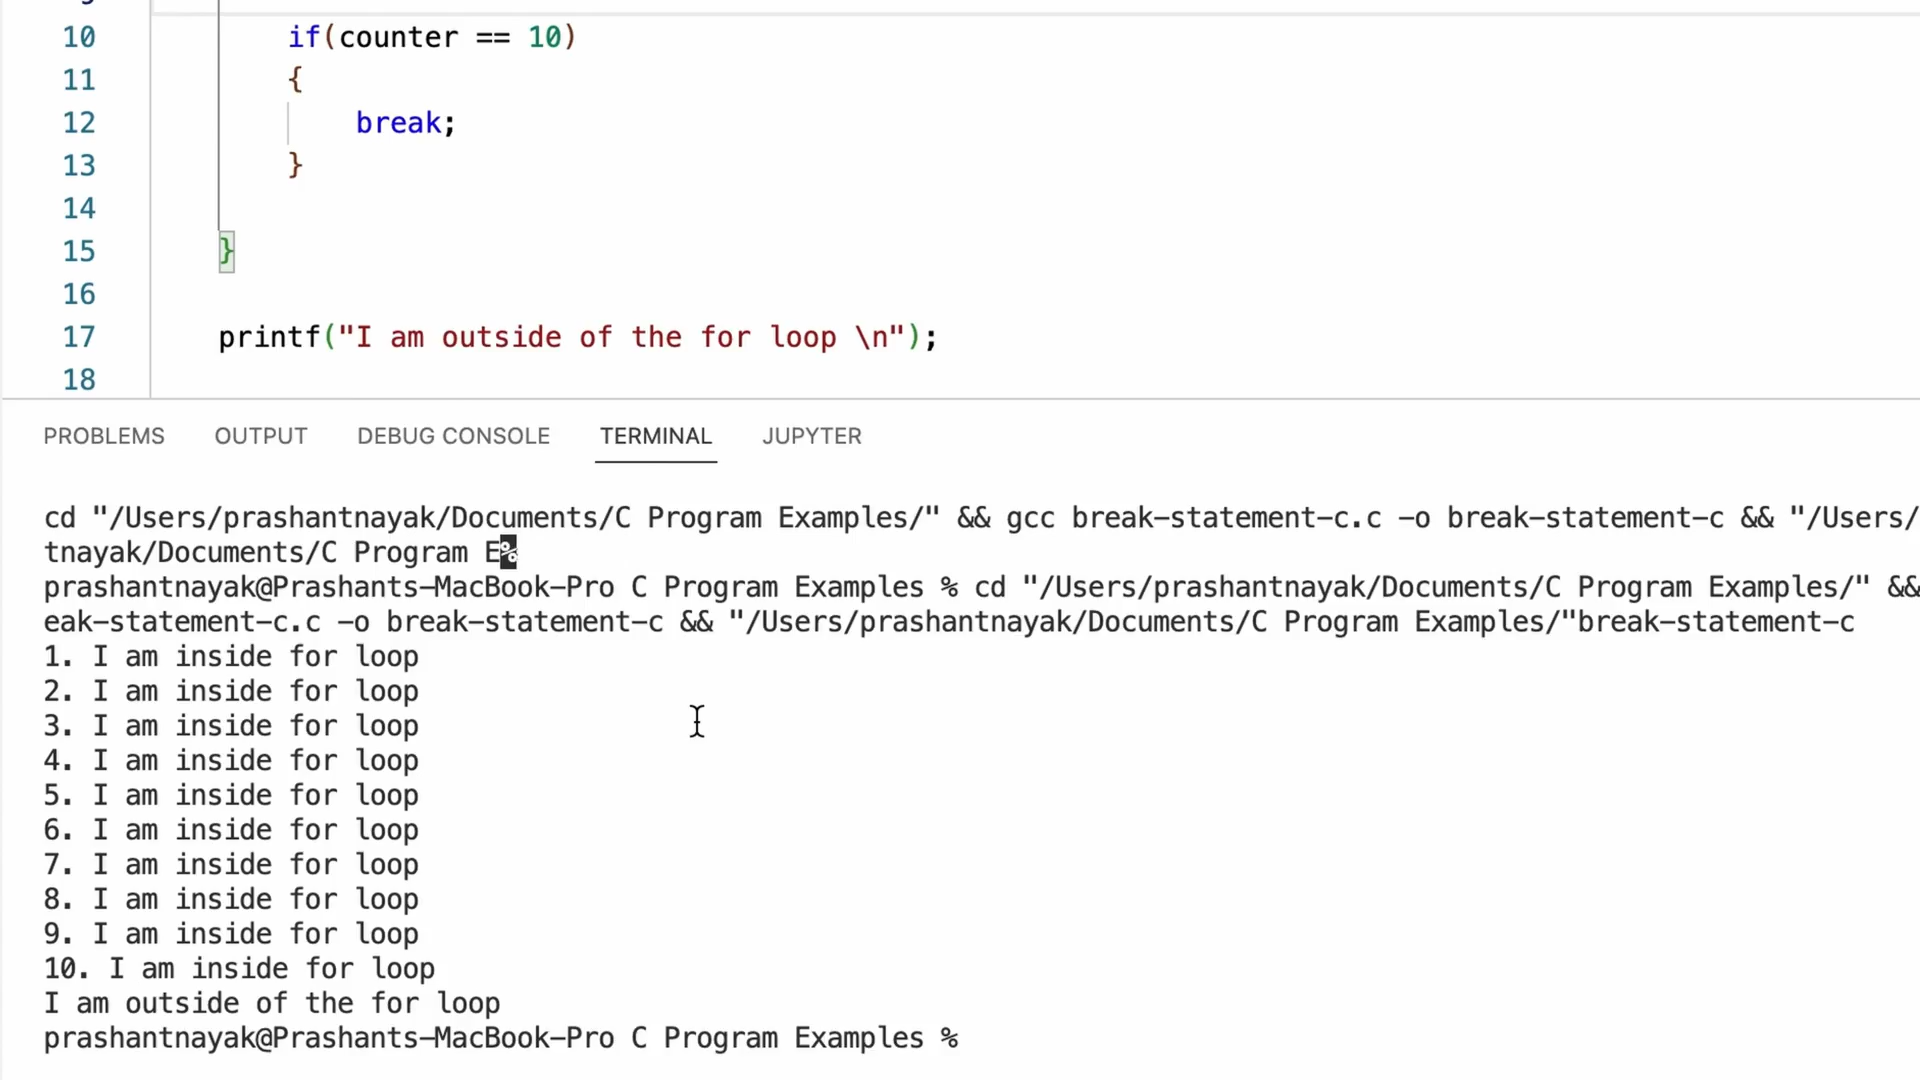 10 if(counter == 10)
11 {
12 break;
13 }
14
15 }
16
17 printf("I am outside of the for loop \n");
18
PROBLEMS OUTPUT DEBUG CONSOLE TERMINAL JUPYTER
cd "/Users/prashantnayak/Documents/C Program Examples/" && gcc break-statement-c.c -o break-statement-c && "/Users/
tnayak/Documents/C Program E%
prashantnayak@Prashants-MacBook-Pro C Program Examples % cd "/Users/prashantnayak/Documents/C Program Examples/" &&
eak-statement-c.c -o break-statement-c && "/Users/prashantnayak/Documents/C Program Examples/"break-statement-c
1. I am inside for loop
2. I am inside for loop
3. I am inside for loop
4. I am inside for loop
5. I am inside for loop
6. I am inside for loop
7. I am inside for loop
8. I am inside for loop
9. I am inside for loop
10. I am inside for loop
I am outside of the for loop
prashantnayak@Prashants-MacBook-Pro C Program Examples %